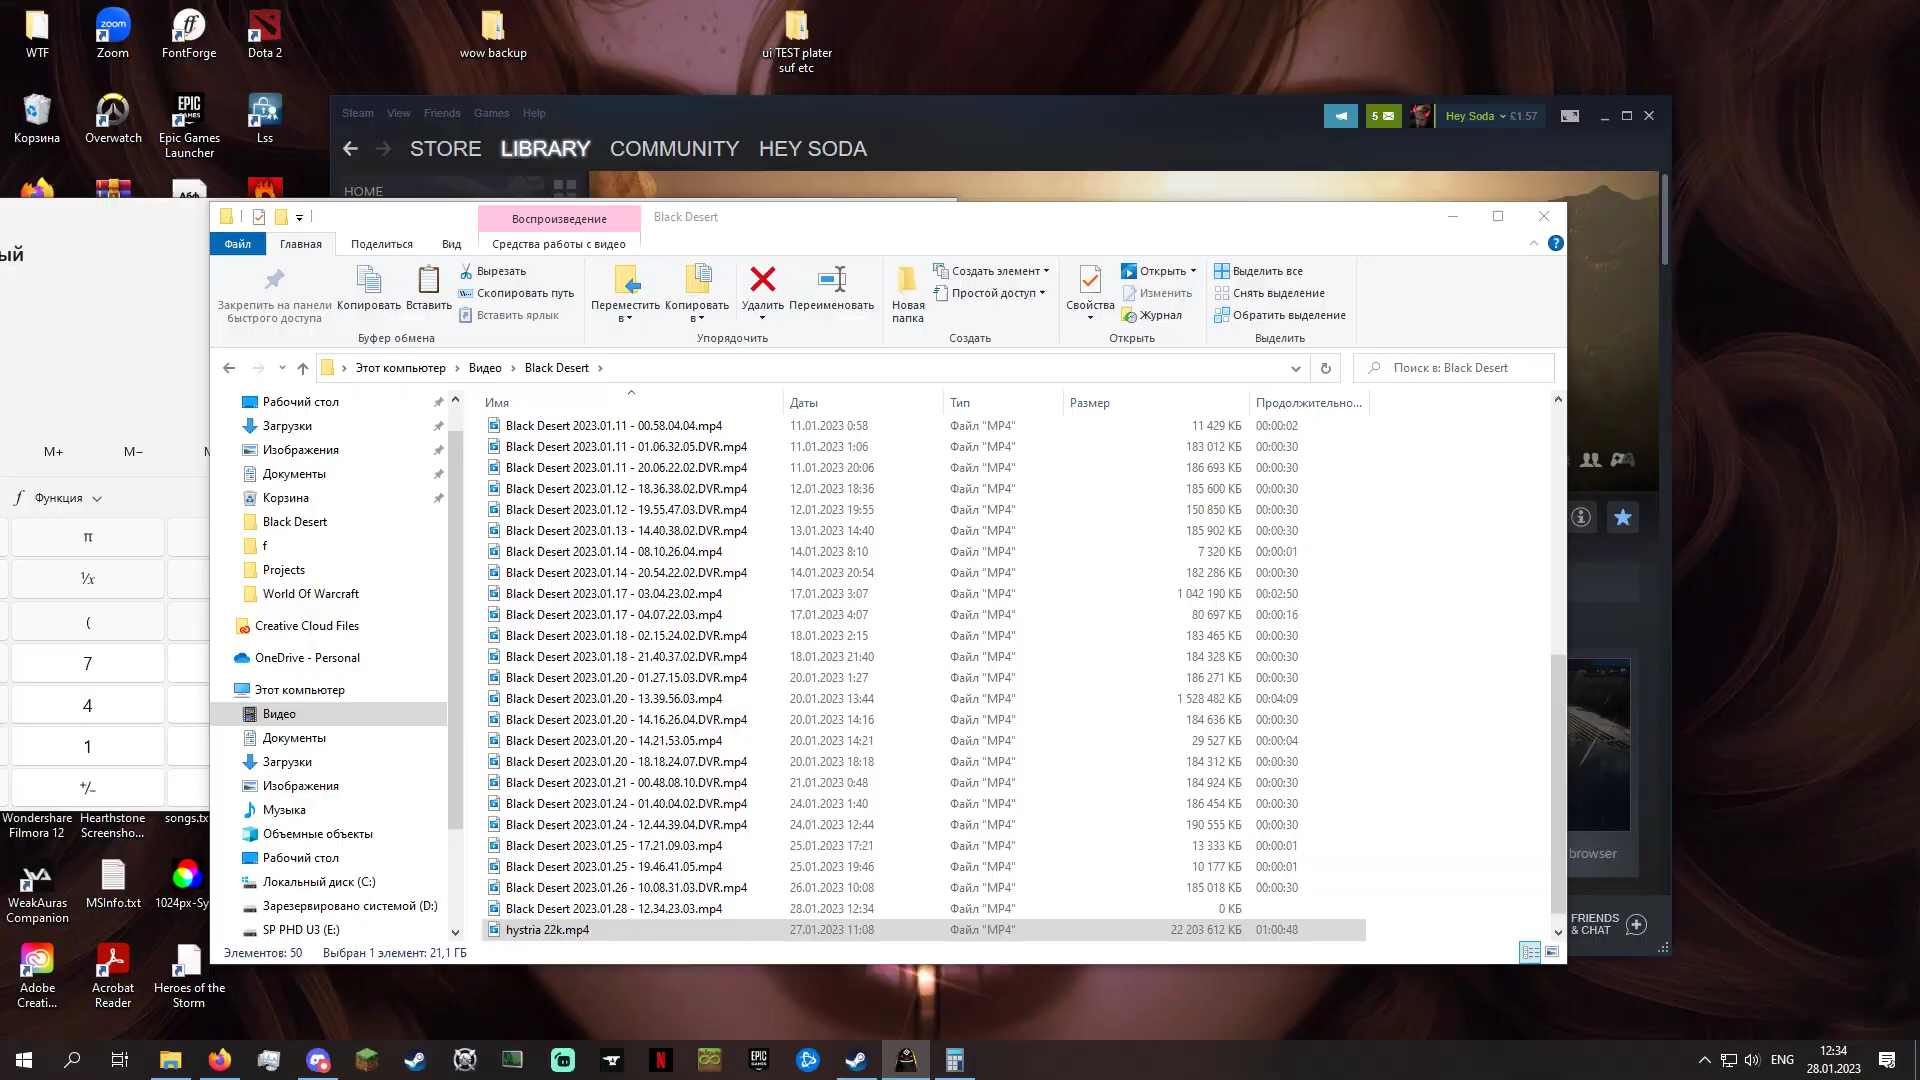 WTF
Zoom
FontForge
Dota 2
wow backup
ui TEST plater
suf etc
Корзина
Overwatch
Epic Games
Launcher
Lss
Steam View Friends Games Help
5
Hey Soda £1.57
STORE LIBRARY COMMUNITY HEY SODA
HOME
Воспроизведение
Black Desert
Файл Главная Поделиться Вид Средства работы с видео
ый
Закрепить на панели
быстрого доступа
Копировать
Вставить
Вырезать
Скопировать путь
Вставить ярлык
Буфер обмена
Переместить
в
Копировать
в
Удалить
Переименовать
Упорядочить
Новая
папка
Создать элемент
Простой доступ
Создать
Свойства
Открыть
Изменить
Журнал
Открыть
Выделить все
Снять выделение
Обратить выделение
Выделить
Этот компьютер Видео Black Desert
Поиск в: Black Desert
Рабочий стол
Загрузки
Изображения
Документы
Корзина
Black Desert
f
Projects
World Of Warcraft
Creative Cloud Files
OneDrive - Personal
Этот компьютер
Видео
Документы
Загрузки
Изображения
Музыка
Объемные объекты
Рабочий стол
Локальный диск (C:)
Зарезервировано системой (D:)
SP PHD U3 (E:)
Имя Даты Тип Размер Продолжительно...
Black Desert 2023.01.11 - 00.58.04.04.mp4 11.01.2023 0:58 Файл "MP4" 11 429 КБ 00:00:02
Black Desert 2023.01.11 - 01.06.32.05.DVR.mp4 11.01.2023 1:06 Файл "MP4" 183 012 КБ 00:00:30
Black Desert 2023.01.11 - 20.06.22.02.DVR.mp4 11.01.2023 20:06 Файл "MP4" 186 693 КБ 00:00:30
Black Desert 2023.01.12 - 18.36.38.02.DVR.mp4 12.01.2023 18:36 Файл "MP4" 185 600 КБ 00:00:30
Black Desert 2023.01.12 - 19.55.47.03.DVR.mp4 12.01.2023 19:55 Файл "MP4" 150 850 КБ 00:00:30
Black Desert 2023.01.13 - 14.40.38.02.DVR.mp4 13.01.2023 14:40 Файл "MP4" 185 902 КБ 00:00:30
Black Desert 2023.01.14 - 08.10.26.04.mp4 14.01.2023 8:10 Файл "MP4" 7 320 КБ 00:00:01
Black Desert 2023.01.14 - 20.54.22.02.DVR.mp4 14.01.2023 20:54 Файл "MP4" 182 286 КБ 00:00:30
Black Desert 2023.01.17 - 03.04.23.02.mp4 17.01.2023 3:07 Файл "MP4" 1 042 190 КБ 00:02:50
Black Desert 2023.01.17 - 04.07.22.03.mp4 17.01.2023 4:07 Файл "MP4" 80 697 КБ 00:00:16
Black Desert 2023.01.18 - 02.15.24.02.DVR.mp4 18.01.2023 2:15 Файл "MP4" 183 465 КБ 00:00:30
Black Desert 2023.01.18 - 21.40.37.02.DVR.mp4 18.01.2023 21:40 Файл "MP4" 184 328 КБ 00:00:30
Black Desert 2023.01.20 - 01.27.15.03.DVR.mp4 20.01.2023 1:27 Файл "MP4" 186 271 КБ 00:00:30
Black Desert 2023.01.20 - 13.39.56.03.mp4 20.01.2023 13:44 Файл "MP4" 1 528 482 КБ 00:04:09
Black Desert 2023.01.20 - 14.16.26.04.DVR.mp4 20.01.2023 14:16 Файл "MP4" 184 636 КБ 00:00:30
Black Desert 2023.01.20 - 14.21.53.05.mp4 20.01.2023 14:21 Файл "MP4" 29 527 КБ 00:00:04
Black Desert 2023.01.20 - 18.18.24.07.DVR.mp4 20.01.2023 18:18 Файл "MP4" 184 312 КБ 00:00:30
Black Desert 2023.01.21 - 00.48.08.10.DVR.mp4 21.01.2023 0:48 Файл "MP4" 184 924 КБ 00:00:30
Black Desert 2023.01.24 - 01.40.04.02.DVR.mp4 24.01.2023 1:40 Файл "MP4" 186 454 КБ 00:00:30
Black Desert 2023.01.24 - 12.44.39.04.DVR.mp4 24.01.2023 12:44 Файл "MP4" 190 555 КБ 00:00:30
Black Desert 2023.01.25 - 17.21.09.03.mp4 25.01.2023 17:21 Файл "MP4" 13 333 КБ 00:00:01
Black Desert 2023.01.25 - 19.46.41.05.mp4 25.01.2023 19:46 Файл "MP4" 10 177 КБ 00:00:01
Black Desert 2023.01.26 - 10.08.31.03.DVR.mp4 26.01.2023 10:08 Файл "MP4" 185 018 КБ 00:00:30
Black Desert 2023.01.28 - 12.34.23.03.mp4 28.01.2023 12:34 Файл "MP4" 0 КБ
hystria 22k.mp4 27.01.2023 11:08 Файл "MP4" 22 203 612 КБ 01:00:48
Элементов: 50 Выбран 1 элемент: 21,1 ГБ
M+ M−
f Функция
π
⅟x
(
7
4
1
+/−
browser
FRIENDS
& CHAT
Wondershare
Filmora 12
Hearthstone
Screensho...
songs.tx
WeakAuras
Companion
MSInfo.txt
1024px-Sy...
Adobe
Creati...
Acrobat
Reader
Heroes of the
Storm
ENG
12:34
28.01.2023